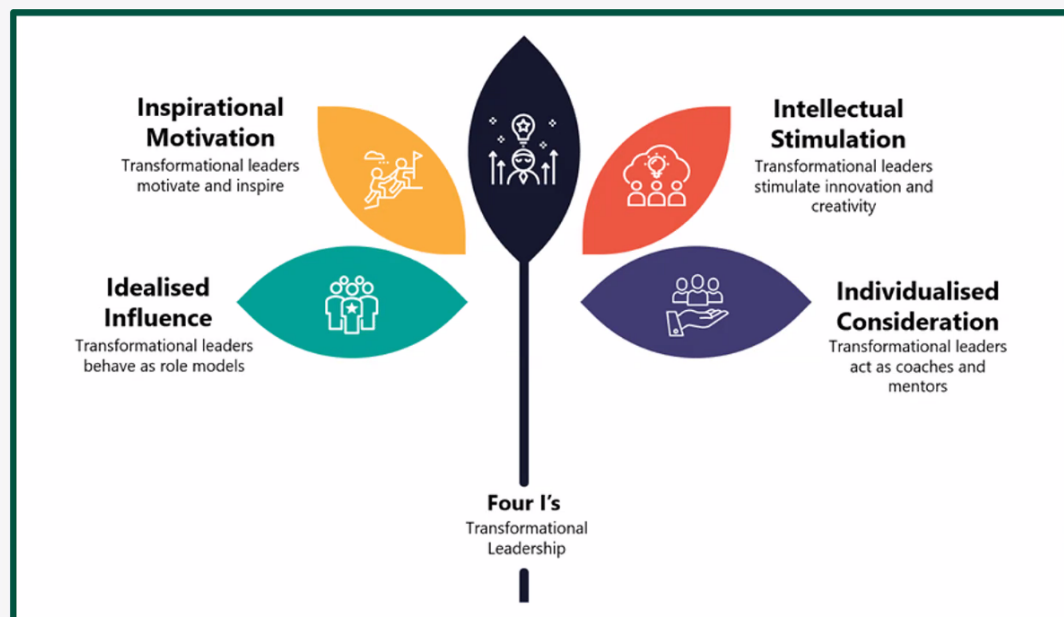 Inspirational
Motivation
Transformational leaders
motivate and inspire
Intellectual
Stimulation
Transformational leaders
stimulate innovation and
creativity
Idealised
Influence
Transformational leaders
behave as role models
Individualised
Consideration
Transformational leaders
act as coaches and
mentors
Four I's
Transformational
Leadership